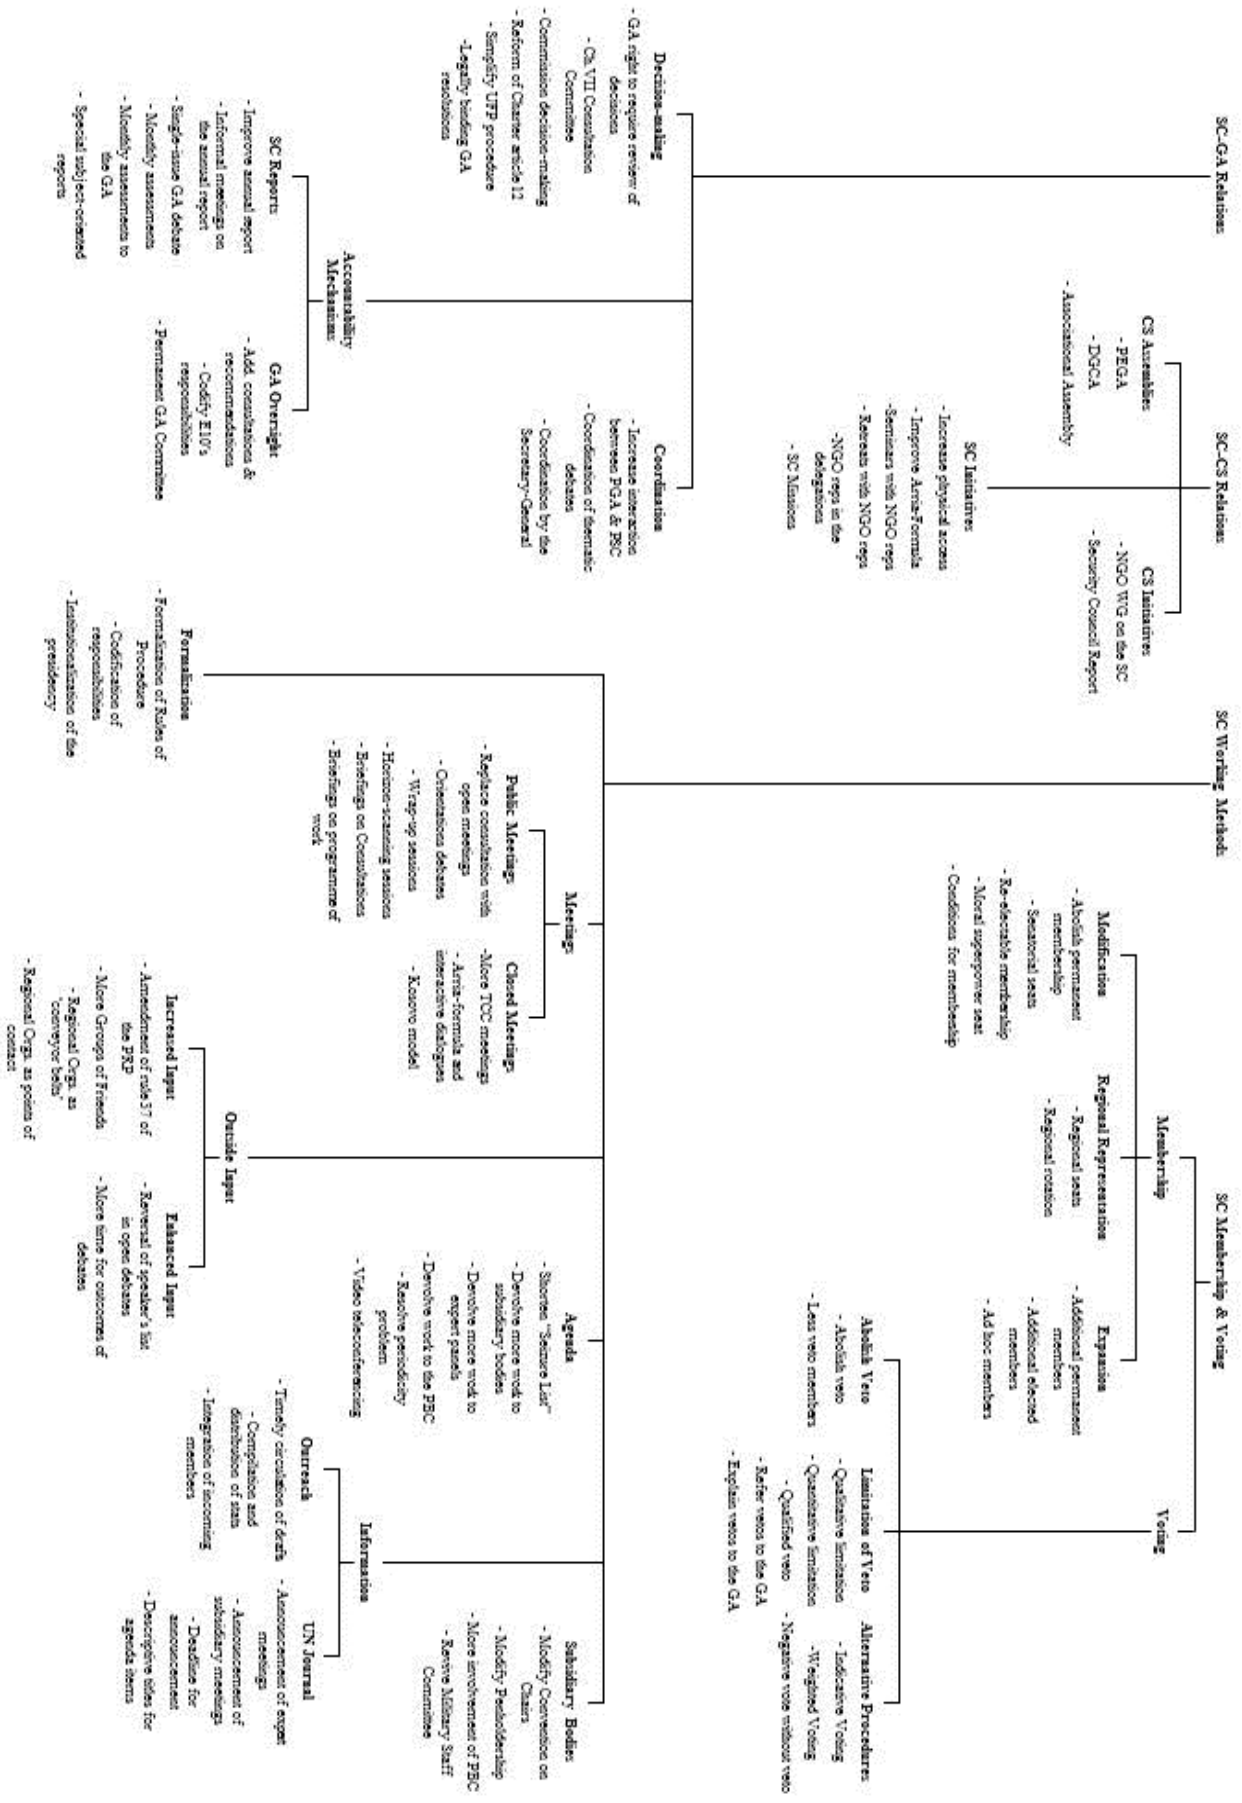 SC-GA Relations
Decision-making
- GA right to require review of
decisions
- Ch. VII Consultation
Committee
- Commission decision-making
- Reform of Charter article 12
- Simplify UFP procedure
-Legally binding GA
resolutions
Accountability
Mechanisms
SC Reports
- Improve annual report
- Informal meetings on
the annual report
- Single-issue GA debate
- Monthly assessments
- Monthly assessments to
the GA
- Special subject-oriented
reports
GA Oversight
- Add. consultations &
recommendations
- Codify E10's
responsibilities
- Permanent GA Committee
Coordination
- Increase interaction
between PGA & PSC
- Coordination of thematic
debates
- Coordination by the
Secretary-General
SC-CS Relations
CS Assemblies
- PEGA
- DGCA
- Associational Assembly
SC Initiatives
- Increase physical access
- Improve Arria-Formula
-Seminars with NGO reps
- Retreats with NGO reps
-NGO reps in the
delegations
- SC Missions
CS Initiatives
- NGO WG on the SC
- Security Council Report
SC Working Methods
Formalization
- Formalization of Rules of
Procedure
- Codification of
responsibilities
- Institutionalization of the
presidency
Meetings
Public Meetings
- Replace consultation with
open meetings
- Orientations debates
- Wrap-up sessions
- Horizon-scanning sessions
- Briefings on Consultations
- Briefings on programme of
work
Closed Meetings
-More TCC meetings
- Arria-formula and
interactive dialogues
- Kosovo model
Outside Input
Increased Input
- Amendment of rule 37 of
the PRP
- More Groups of Friends
- Regional Orgs. as
'conveyor belts'
- Regional Orgs. as points of
contact
Enhanced Input
- Reversal of speaker's list
in open debates
- More time for outcomes of
debates
Agenda
- Shorten "Seizure List"
- Devolve more work to
subsidiary bodies
- Devolve more work to
expert panels
- Devolve work to the PBC
- Resolve periodicity
problem
- Video teleconferencing
Information
Outreach
- Timely circulation of drafts
- Compilation and
distribution of stats
- Integration of incoming
members
UN Journal
- Announcement of expert
meetings
- Announcement of
subsidiary meetings
- Deadline for
announcement
- Descriptive titles for
agenda items
Subsidiary Bodies
- Modify Convention on
Chairs
- Modify Penholdership
- More involvement of PBC
- Revive Military Staff
Committee
SC Membership & Voting
Membership
Modification
- Abolish permanent
membership
- Senatorial seats
- Re-electable membership
- Moral superpower seat
- Conditions for membership
Regional Representation
- Regional seats
- Regional rotation
Expansion
- Additional permanent
members
- Additional elected
members
- Ad hoc members
Voting
Abolish Veto
- Abolish veto
- Less veto members
Limitation of Veto
- Qualitative limitation
- Quantitative limitation
- Qualified veto
- Refer vetos to the GA
- Explain vetos to the GA
Alternative Procedures
- Indicative Voting
-Weighted Voting
- Negative vote without veto